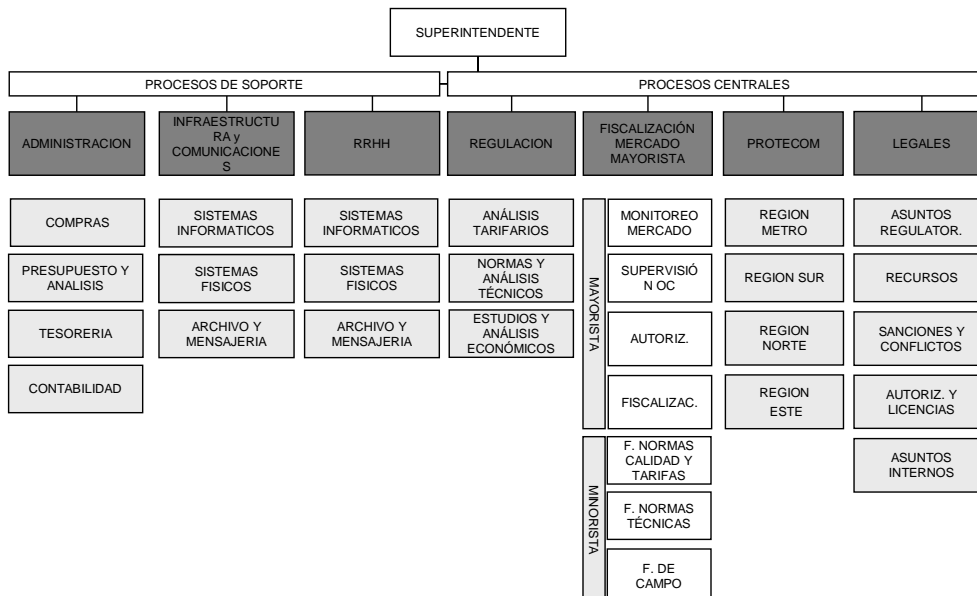 SUPERINTENDENTE
PROCESOS DE SOPORTE
PROCESOS CENTRALES
ADMINISTRACION
INFRAESTRUCTU
RA y
COMUNICACIONE
S
RRHH
REGULACION
FISCALIZACIÓN
MERCADO
MAYORISTA
PROTECOM
LEGALES
COMPRAS
PRESUPUESTO Y
ANALISIS
TESORERIA
CONTABILIDAD
SISTEMAS
INFORMATICOS
SISTEMAS
FISICOS
ARCHIVO Y
MENSAJERIA
SISTEMAS
INFORMATICOS
SISTEMAS
FISICOS
ARCHIVO Y
MENSAJERIA
ANÁLISIS
TARIFARIOS
NORMAS Y
ANÁLISIS
TÉCNICOS
ESTUDIOS Y
ANÁLISIS
ECONÓMICOS
MAYORISTA
MONITOREO
MERCADO
SUPERVISIÓ
N OC
AUTORIZ.
FISCALIZAC.
MINORISTA
F. NORMAS
CALIDAD Y
TARIFAS
F. NORMAS
TÉCNICAS
F. DE
CAMPO
REGION
METRO
REGION SUR
REGION
NORTE
REGION
ESTE
ASUNTOS
REGULATOR.
RECURSOS
SANCIONES Y
CONFLICTOS
AUTORIZ. Y
LICENCIAS
ASUNTOS
INTERNOS